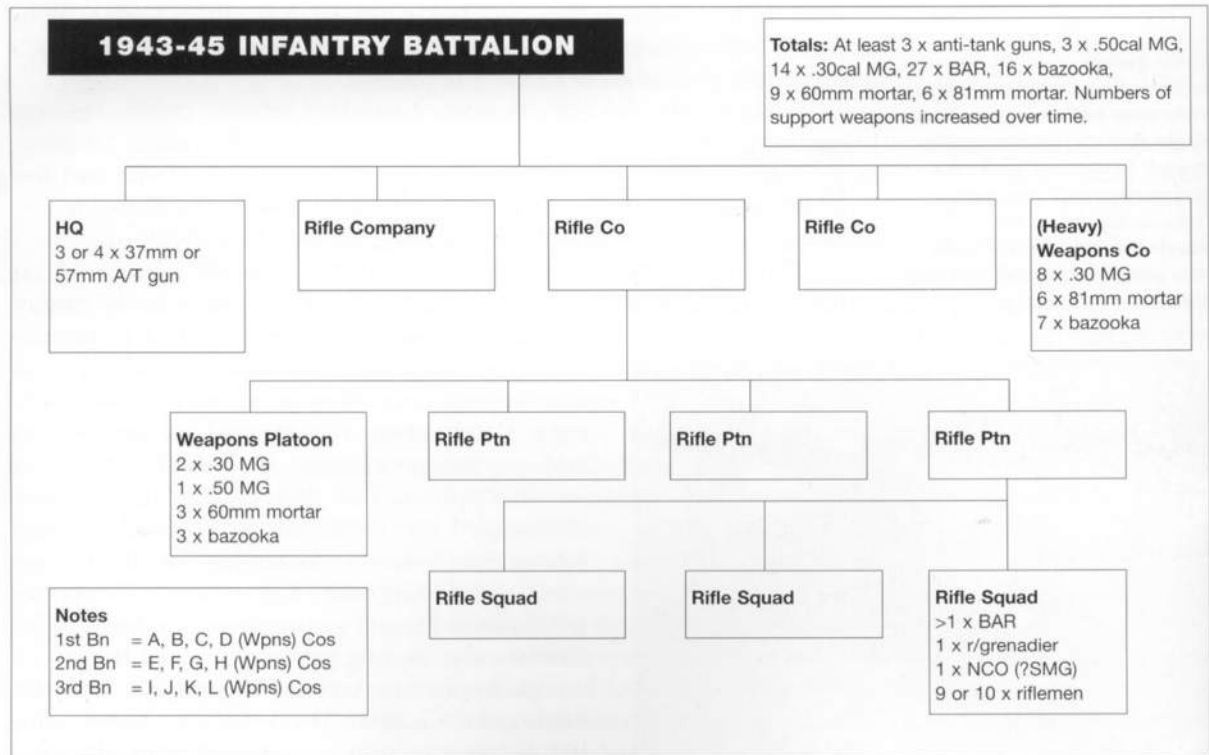 1943-45 INFANTRY BATTALION
Totals: At least 3 x anti-tank guns, 3 x .50cal MG,
14 x .30cal MG, 27 x BAR, 16 x bazooka,
9 x 60mm mortar, 6 x 81mm mortar. Numbers of
support weapons increased over time.
HQ
3 or 4 x 37mm or
57mm A/T gun
Rifle Company
Rifle Co
Rifle Co
(Heavy)
Weapons Co
8 x .30 MG
6 x 81mm mortar
7 x bazooka
Weapons Platoon
2 x .30 MG
1 x .50 MG
3 x 60mm mortar
3 x bazooka
Rifle Ptn
Rifle Ptn
Rifle Ptn
Rifle Squad
Rifle Squad
Rifle Squad
>1 x BAR
1 x r/grenadier
1 x NCO (?SMG)
9 or 10 x riflemen
Notes
1st Bn = A, B, C, D (Wpns) Cos
2nd Bn = E, F, G, H (Wpns) Cos
3rd Bn = I, J, K, L (Wpns) Cos